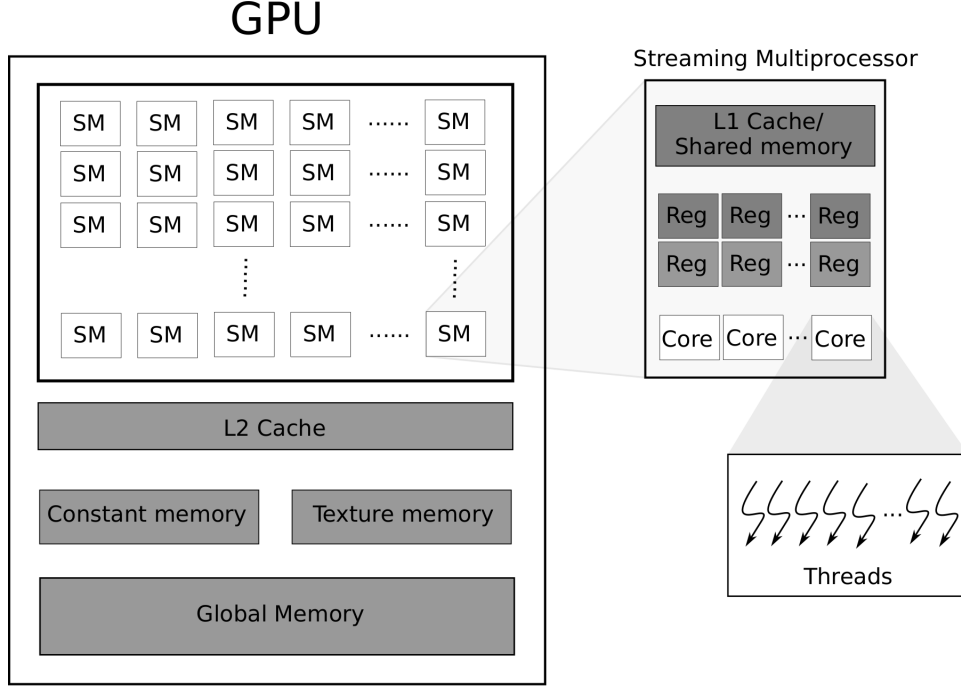 GPU
SM SM SM SM ...... SM
SM SM SM SM ...... SM
SM SM SM SM ...... SM
SM SM SM SM ...... SM
L2 Cache
Constant memory Texture memory
Global Memory
Streaming Multiprocessor
L1 Cache/
Shared memory
Reg Reg ... Reg
Reg Reg ... Reg
Core Core ... Core
...
Threads